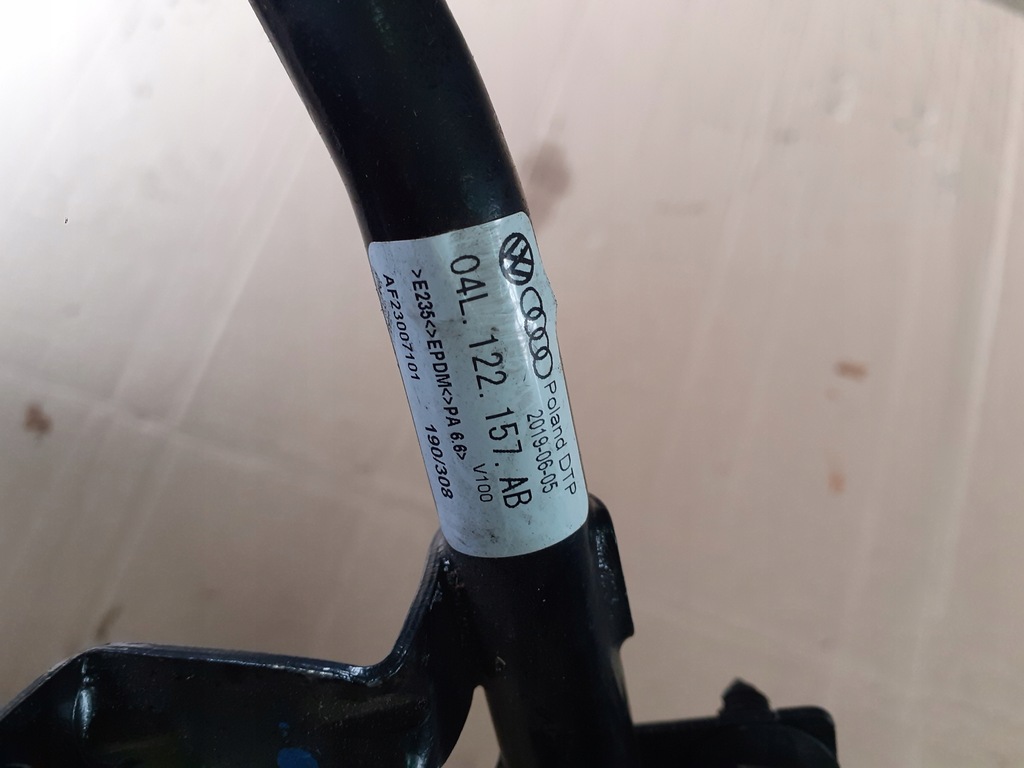 Poland DTP
2019-06-05
04L. 122. 157. AB
>E235<>EPDM<>PA 6.6> V100
AF23007101 190/308